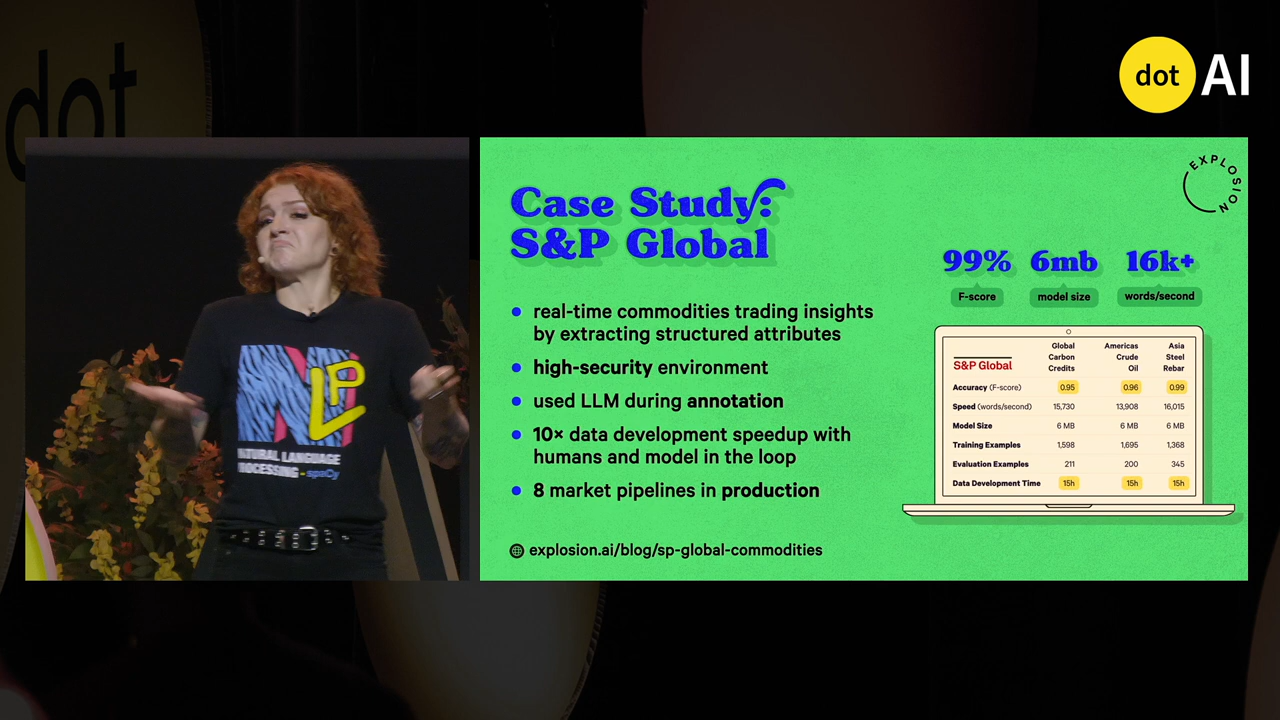 dot
dot AI
EXPLOSION
Case Study:
S&P Global
99% 6mb 16k+
F-score model size words/second
real-time commodities trading insights
by extracting structured attributes
high-security environment
used LLM during annotation
10× data development speedup with
humans and model in the loop
8 market pipelines in production
explosion.ai/blog/sp-global-commodities
S&P Global
Global Carbon Credits
Americas Crude Oil
Asia Steel Rebar
Accuracy (F-score) 0.95 0.96 0.99
Speed (words/second) 15,730 13,908 16,015
Model Size 6 MB 6 MB 6 MB
Training Examples 1,598 1,695 1,368
Evaluation Examples 211 200 345
Data Development Time 15h 15h 15h
NLP
NATURAL LANGUAGE
PROCESSING - spaCy